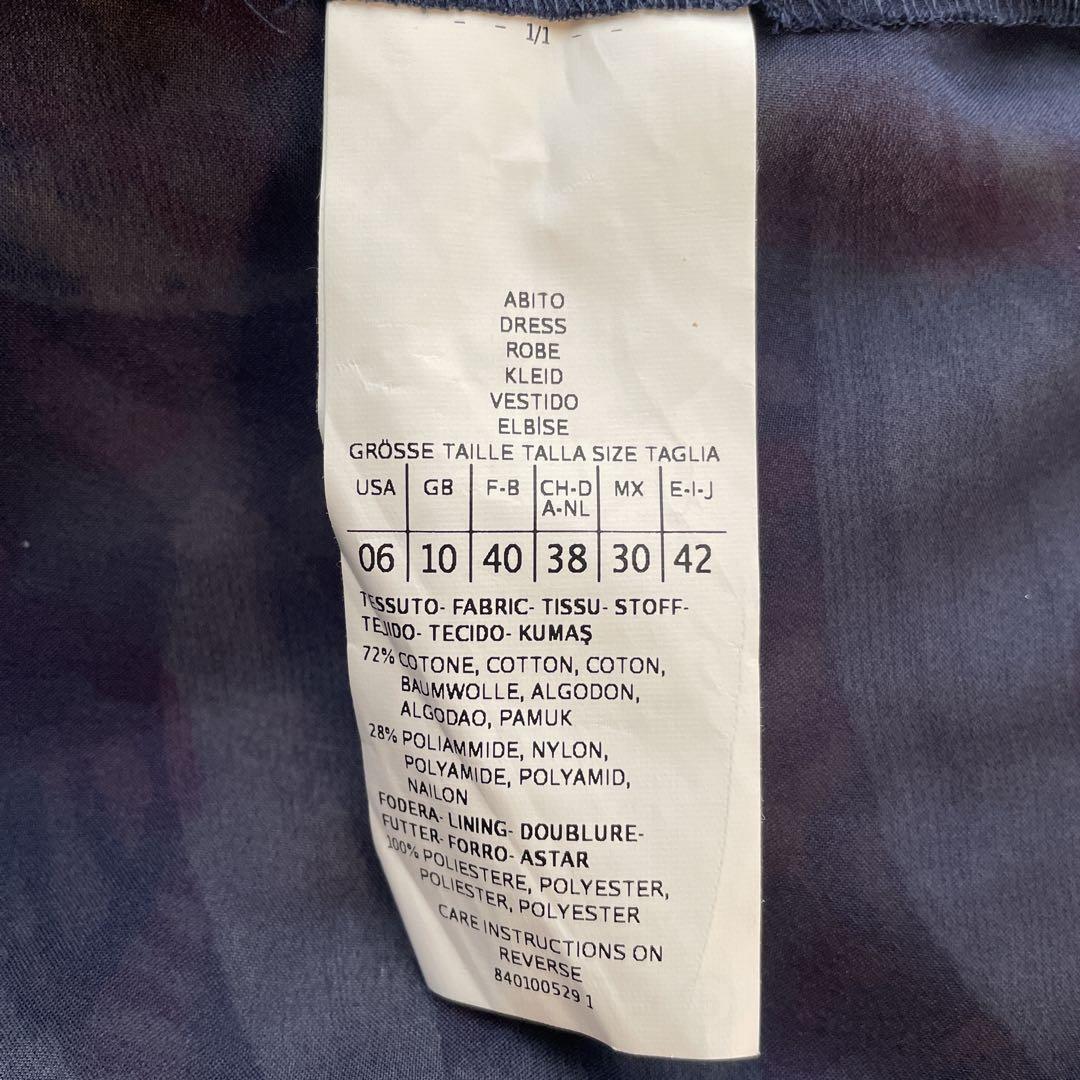 - - 1/1 - -
ABITO
DRESS
ROBE
KLEID
VESTIDO
ELBİSE
GRÖSSE TAILLE TALLA SIZE TAGLIA
USA GB F-B CH-D A-NL MX E-I-J
06 10 40 38 30 42
TESSUTO- FABRIC- TISSU- STOFF-
TEJIDO- TECIDO- KUMAŞ
72% COTONE, COTTON, COTON,
BAUMWOLLE, ALGODON,
ALGODAO, PAMUK
28% POLIAMMIDE, NYLON,
POLYAMIDE, POLYAMID,
NAILON
FODERA- LINING- DOUBLURE-
FUTTER- FORRO- ASTAR
100% POLIESTERE, POLYESTER,
POLIESTER, POLYESTER
CARE INSTRUCTIONS ON
REVERSE
840100529 1